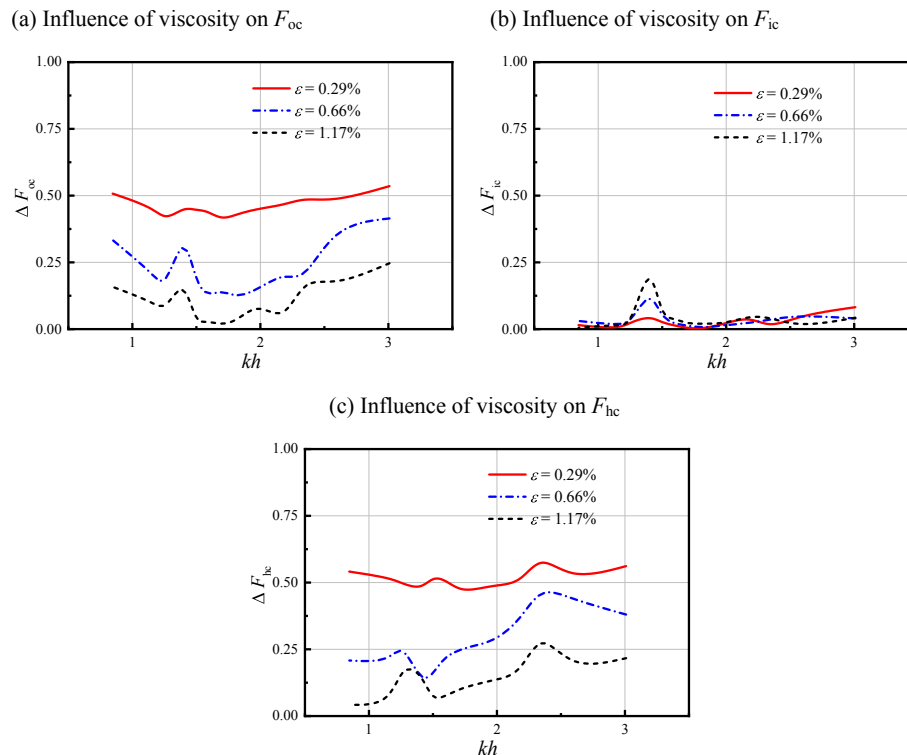 (a) Influence of viscosity on Foc
(b) Influence of viscosity on Fic
1.00
0.75
0.50
0.25
0.00
Δ Foc
ε = 0.29%
ε = 0.66%
ε = 1.17%
1 2 3
kh
1.00
0.75
0.50
0.25
0.00
Δ Fic
ε = 0.29%
ε = 0.66%
ε = 1.17%
1 2 3
kh
(c) Influence of viscosity on Fhc
1.00
0.75
0.50
0.25
0.00
Δ Fhc
ε = 0.29%
ε = 0.66%
ε = 1.17%
1 2 3
kh